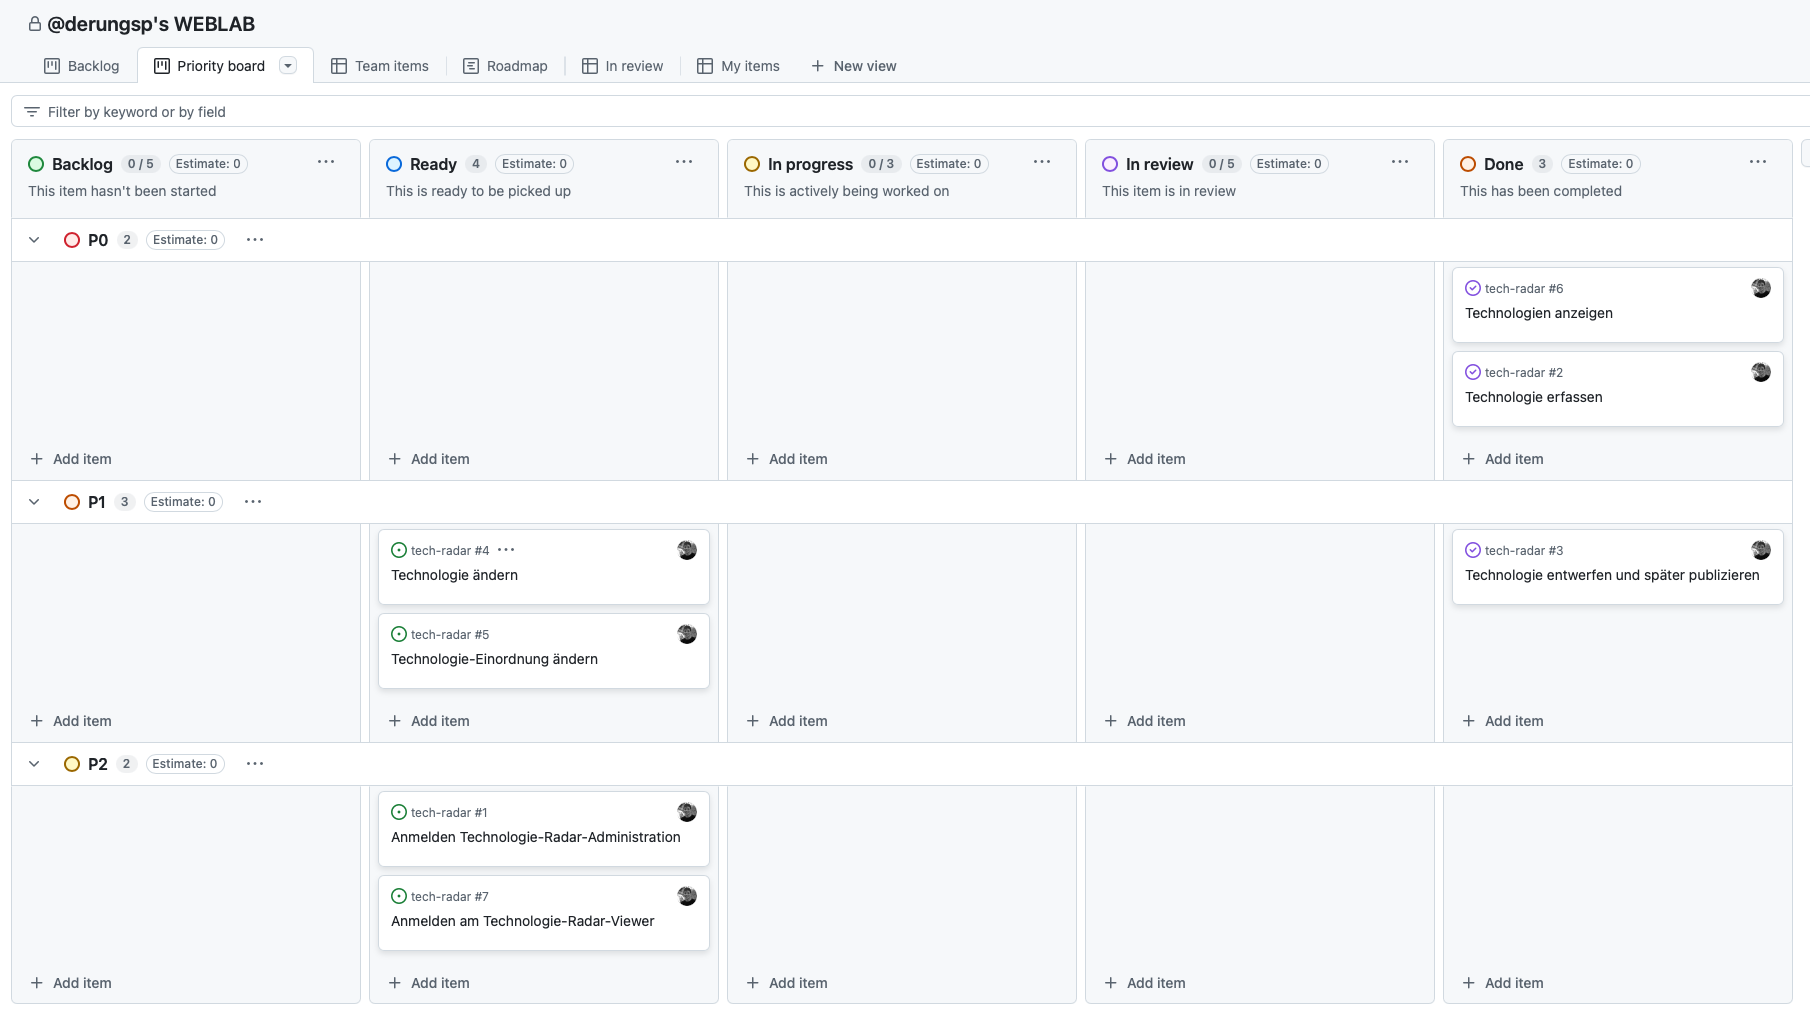 @derungsp's WEBLAB
Backlog
Priority board
Team items
Roadmap
In review
My items
New view
Filter by keyword or by field
Backlog 0 / 5 Estimate: 0
This item hasn't been started
Ready 4 Estimate: 0
This is ready to be picked up
In progress 0 / 3 Estimate: 0
This is actively being worked on
In review 0 / 5 Estimate: 0
This item is in review
Done 3 Estimate: 0
This has been completed
P0 2 Estimate: 0
tech-radar #6
Technologien anzeigen
tech-radar #2
Technologie erfassen
Add item
Add item
Add item
Add item
Add item
P1 3 Estimate: 0
tech-radar #4
Technologie ändern
tech-radar #5
Technologie-Einordnung ändern
tech-radar #3
Technologie entwerfen und später publizieren
Add item
Add item
Add item
Add item
Add item
P2 2 Estimate: 0
tech-radar #1
Anmelden Technologie-Radar-Administration
tech-radar #7
Anmelden am Technologie-Radar-Viewer
Add item
Add item
Add item
Add item
Add item